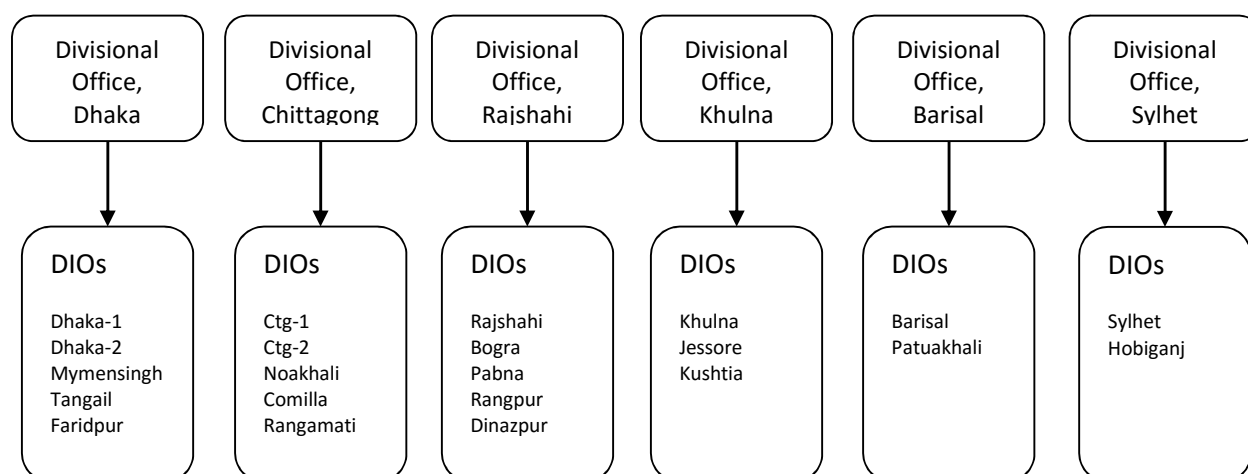 Divisional
Office,
Dhaka
Divisional
Office,
Chittagong
Divisional
Office,
Rajshahi
Divisional
Office,
Khulna
Divisional
Office,
Barisal
Divisional
Office,
Sylhet
DIOs
Dhaka-1
Dhaka-2
Mymensingh
Tangail
Faridpur
DIOs
Ctg-1
Ctg-2
Noakhali
Comilla
Rangamati
DIOs
Rajshahi
Bogra
Pabna
Rangpur
Dinazpur
DIOs
Khulna
Jessore
Kushtia
DIOs
Barisal
Patuakhali
DIOs
Sylhet
Hobiganj